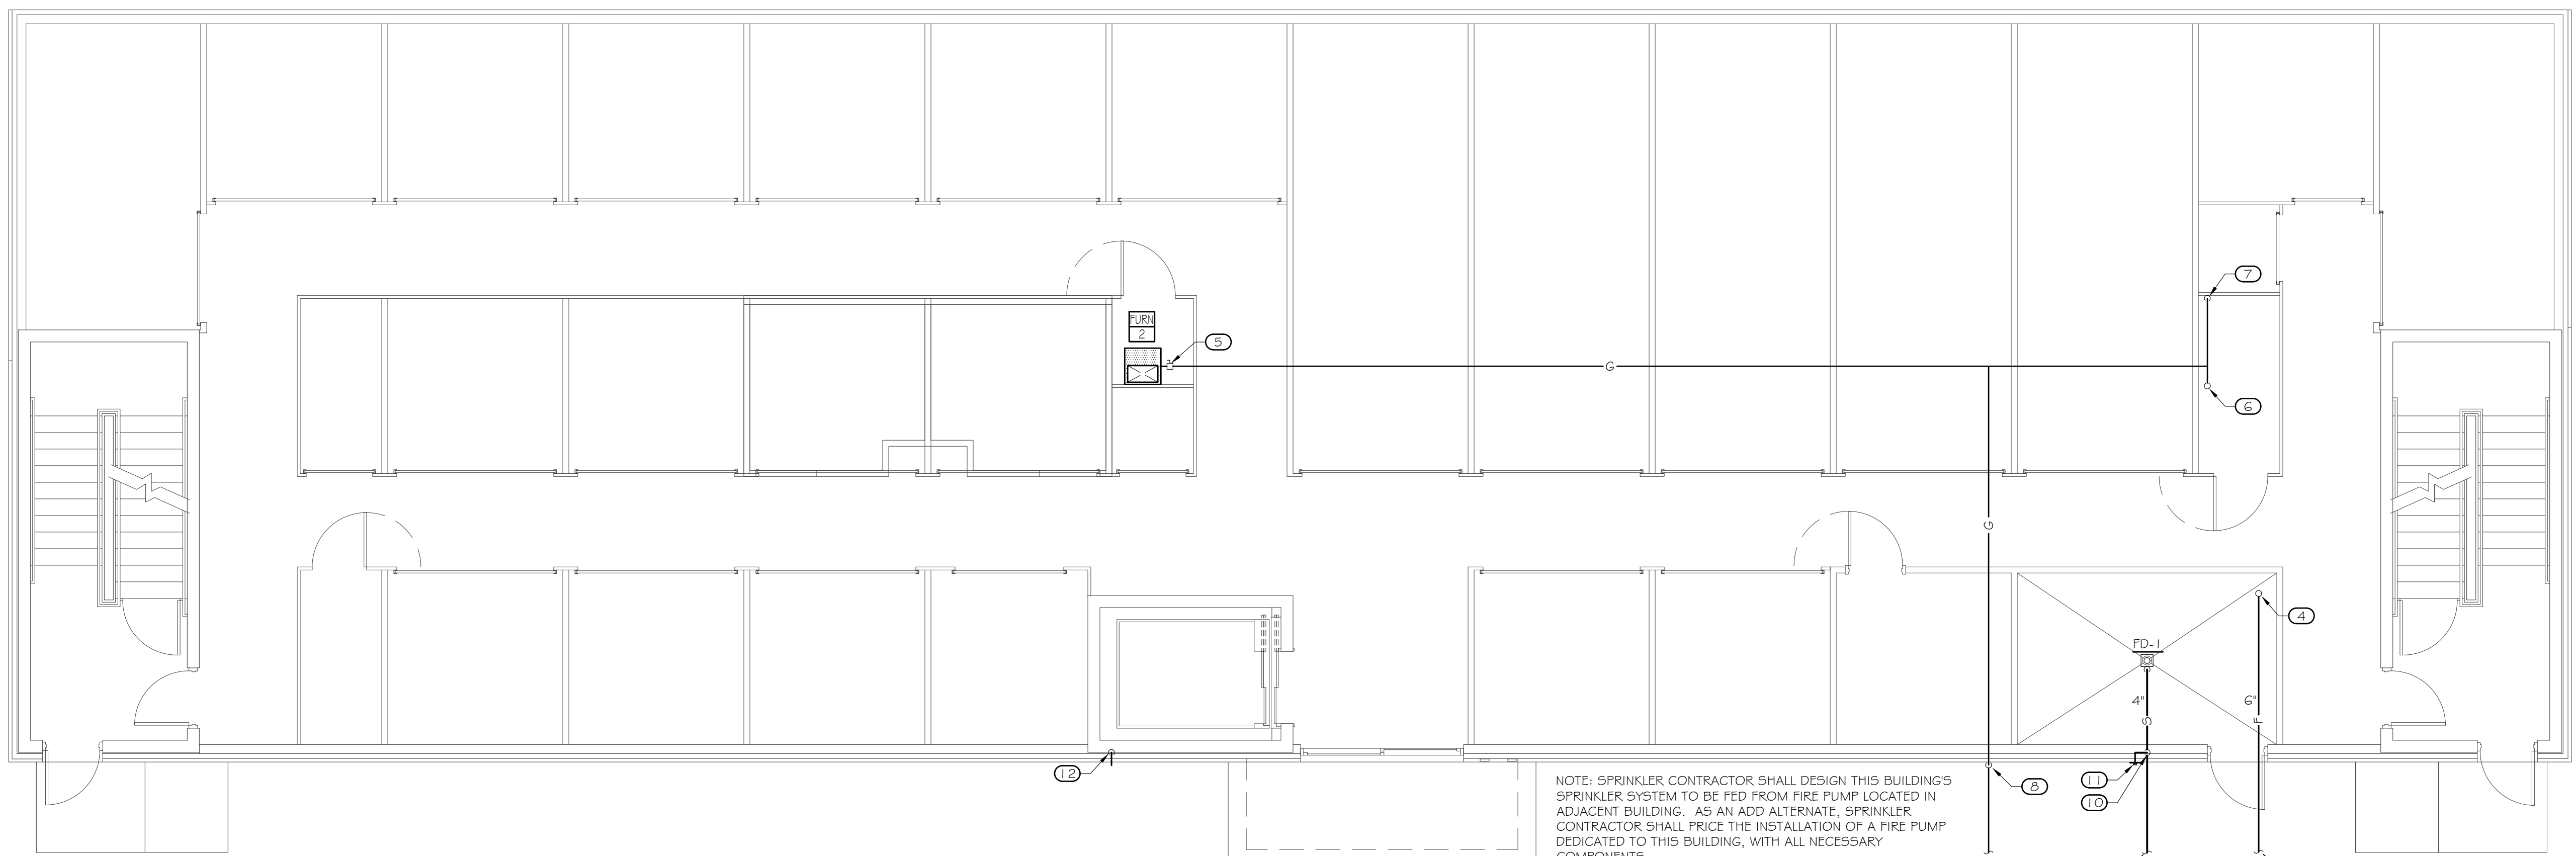 7
FURN
2
5
G
6
G
4
FD-1
4"
6"
S
F
12
8
11
10
NOTE: SPRINKLER CONTRACTOR SHALL DESIGN THIS BUILDING'S
SPRINKLER SYSTEM TO BE FED FROM FIRE PUMP LOCATED IN
ADJACENT BUILDING. AS AN ADD ALTERNATE, SPRINKLER
CONTRACTOR SHALL PRICE THE INSTALLATION OF A FIRE PUMP
DEDICATED TO THIS BUILDING, WITH ALL NECESSARY
COMPONENTS